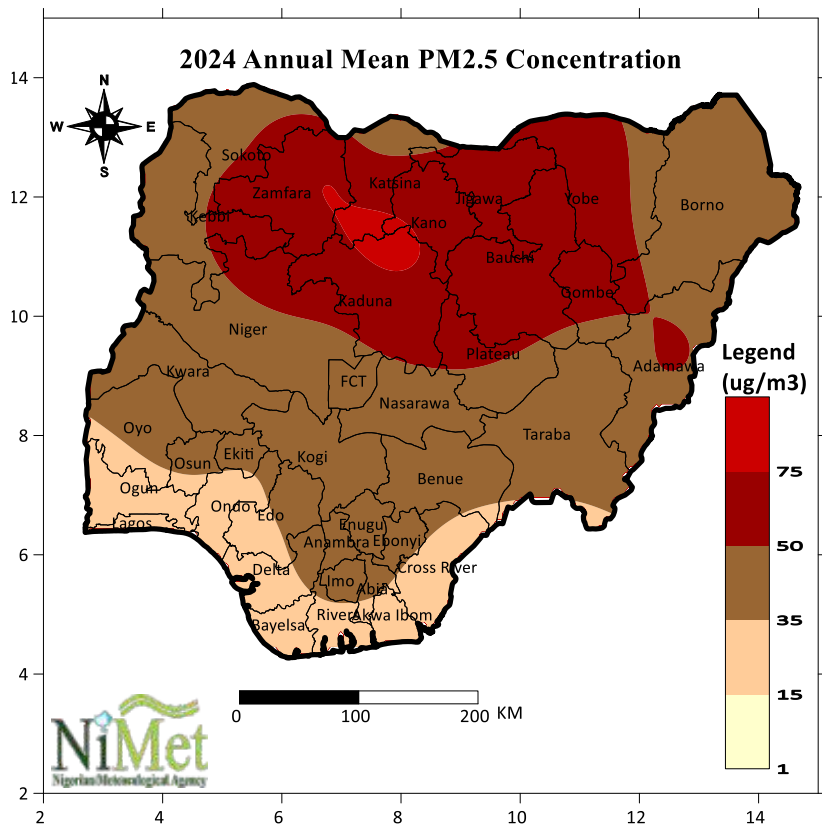 2024 Annual Mean PM2.5 Concentration
N
W E
S
14
12
10
8
6
4
2
2 4 6 8 10 12 14
Sokoto
Katsina
Zamfara
Jigawa
Yobe
Borno
Kebbi
Kano
Bauchi
Gombe
Kaduna
Niger
Plateau
Adamawa
Kwara
FCT
Nasarawa
Oyo
Taraba
Ekiti
Osun
Kogi
Benue
Ogun
Ondo
Edo
Lagos
Enugu
Anambra
Ebonyi
Delta
Cross River
Imo
Abia
Rivers
Akwa Ibom
Bayelsa
Legend
(ug/m3)
75
50
35
15
1
0 100 200 KM
NiMet
Nigerian Meteorological Agency